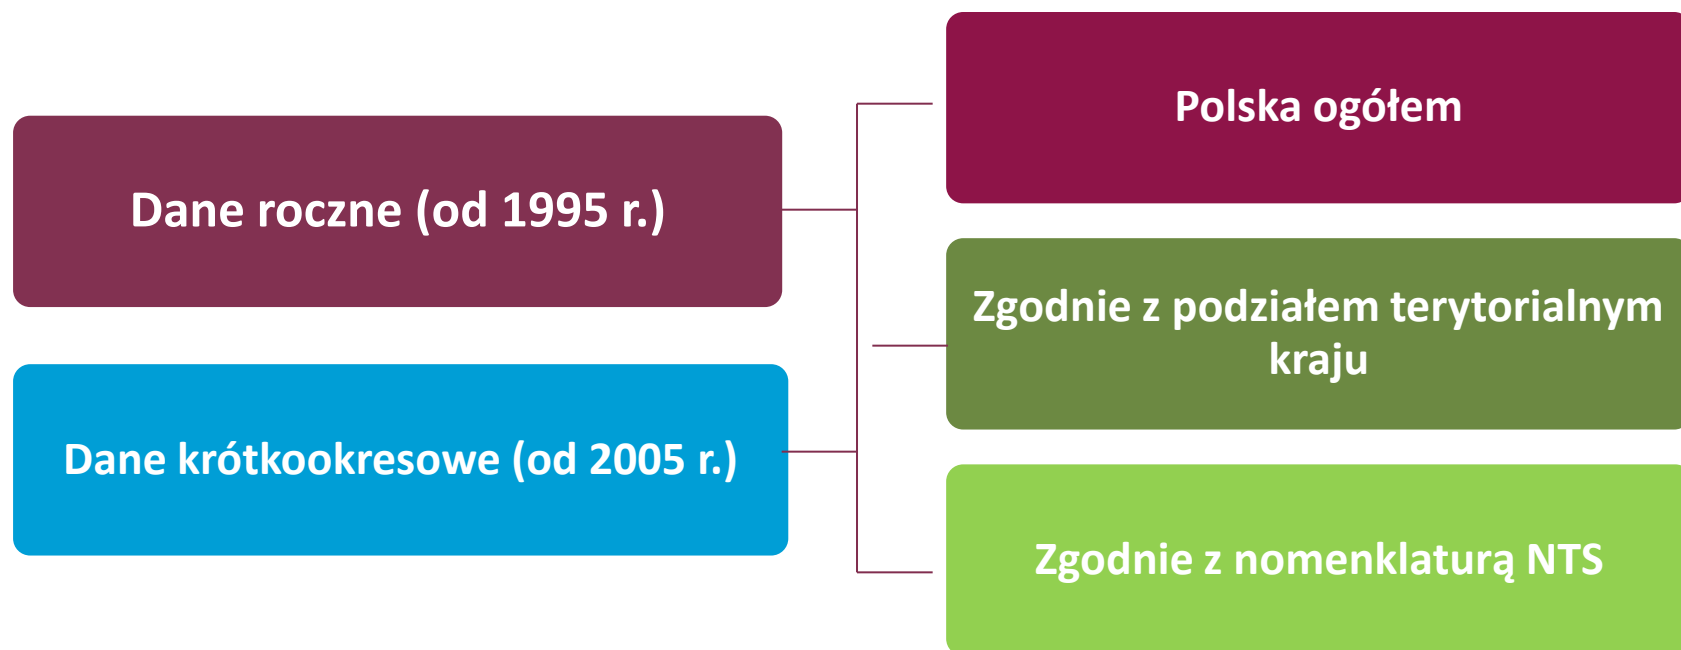 Dane roczne (od 1995 r.)
Dane krótkookresowe (od 2005 r.)
Polska ogółem
Zgodnie z podziałem terytorialnym
kraju
Zgodnie z nomenklaturą NTS